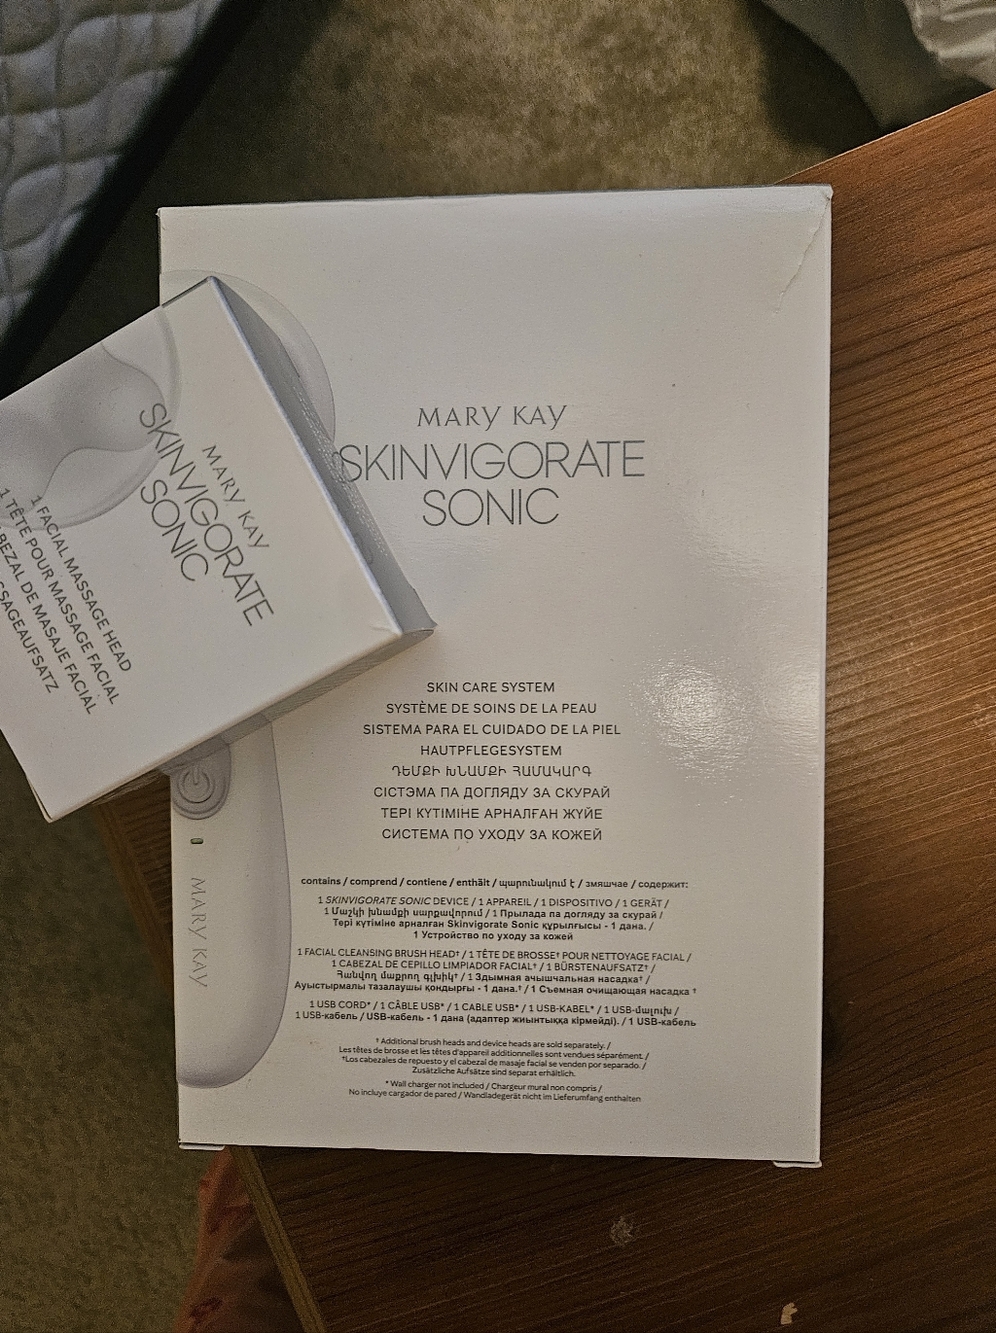 MARY KAY
SKINVIGORATE
SONIC
1 FACIAL MASSAGE HEAD
1 TÊTE POUR MASSAGE FACIAL
DE MASAJE FACIAL
MARY KAY
SKINVIGORATE
SONIC
SKIN CARE SYSTEM
SYSTÈME DE SOINS DE LA PEAU
SISTEMA PARA EL CUIDADO DE LA PIEL
HAUTPFLEGESYSTEM
ԴԵՄՔԻ ԽՆԱՄՔԻ ՀԱՄԱԿԱՐԳ
СІСТЭМА ПА ДОГЛЯДУ ЗА СКУРАЙ
ТЕРІ КҮТІМІНЕ АРНАЛҒАН ЖҮЙЕ
СИСТЕМА ПО УХОДУ ЗА КОЖЕЙ
contains / comprend / contiene / enthält / պարունակում է / змяшчае / содержит:
1 SKINVIGORATE SONIC DEVICE / 1 APPAREIL / 1 DISPOSITIVO / 1 GERÄT /
1 Մաշկի խնամքի սարքավորում / 1 Прылада па догляду за скурай /
Тері күтіміне арналған Skinvigorate Sonic құрылғысы - 1 дана. /
1 Устройство по уходу за кожей
1 FACIAL CLEANSING BRUSH HEAD† / 1 TÊTE DE BROSSE† POUR NETTOYAGE FACIAL /
1 CABEZAL DE CEPILLO LIMPIADOR FACIAL† / 1 BÜRSTENAUFSATZ† /
Հանվող մաքրող գլխիկ† / 1 Здымная ачышчальная насадка† /
Ауыстырмалы тазалаушы қондырғы - 1 дана.† / 1 Съемная очищающая насадка †
1 USB CORD* / 1 CÂBLE USB* / 1 CABLE USB* / 1 USB-KABEL* / 1 USB-մալուխ /
1 USB-кабель / USB-кабель - 1 дана (адаптер жиынтыққа кірмейді). / 1 USB-кабель
† Additional brush heads and device heads are sold separately. /
Les têtes de brosse et les têtes d'appareil additionnelles sont vendues séparément. /
†Los cabezales de repuesto y el cabezal de masaje facial se venden por separado. /
Zusätzliche Aufsätze sind separat erhältlich.
* Wall charger not included / Chargeur mural non compris /
No incluye cargador de pared / Wandladegerät nicht im Lieferumfang enthalten
MARY KAY